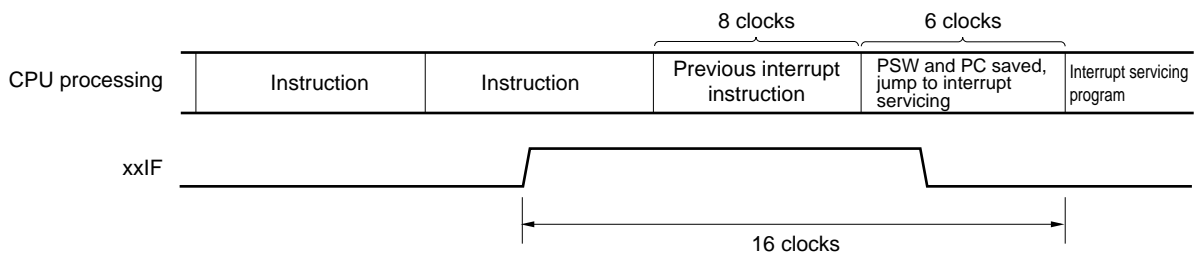 8 clocks
6 clocks
CPU processing
Instruction
Instruction
Previous interrupt
instruction
PSW and PC saved,
jump to interrupt
servicing
Interrupt servicing
program
xxIF
16 clocks